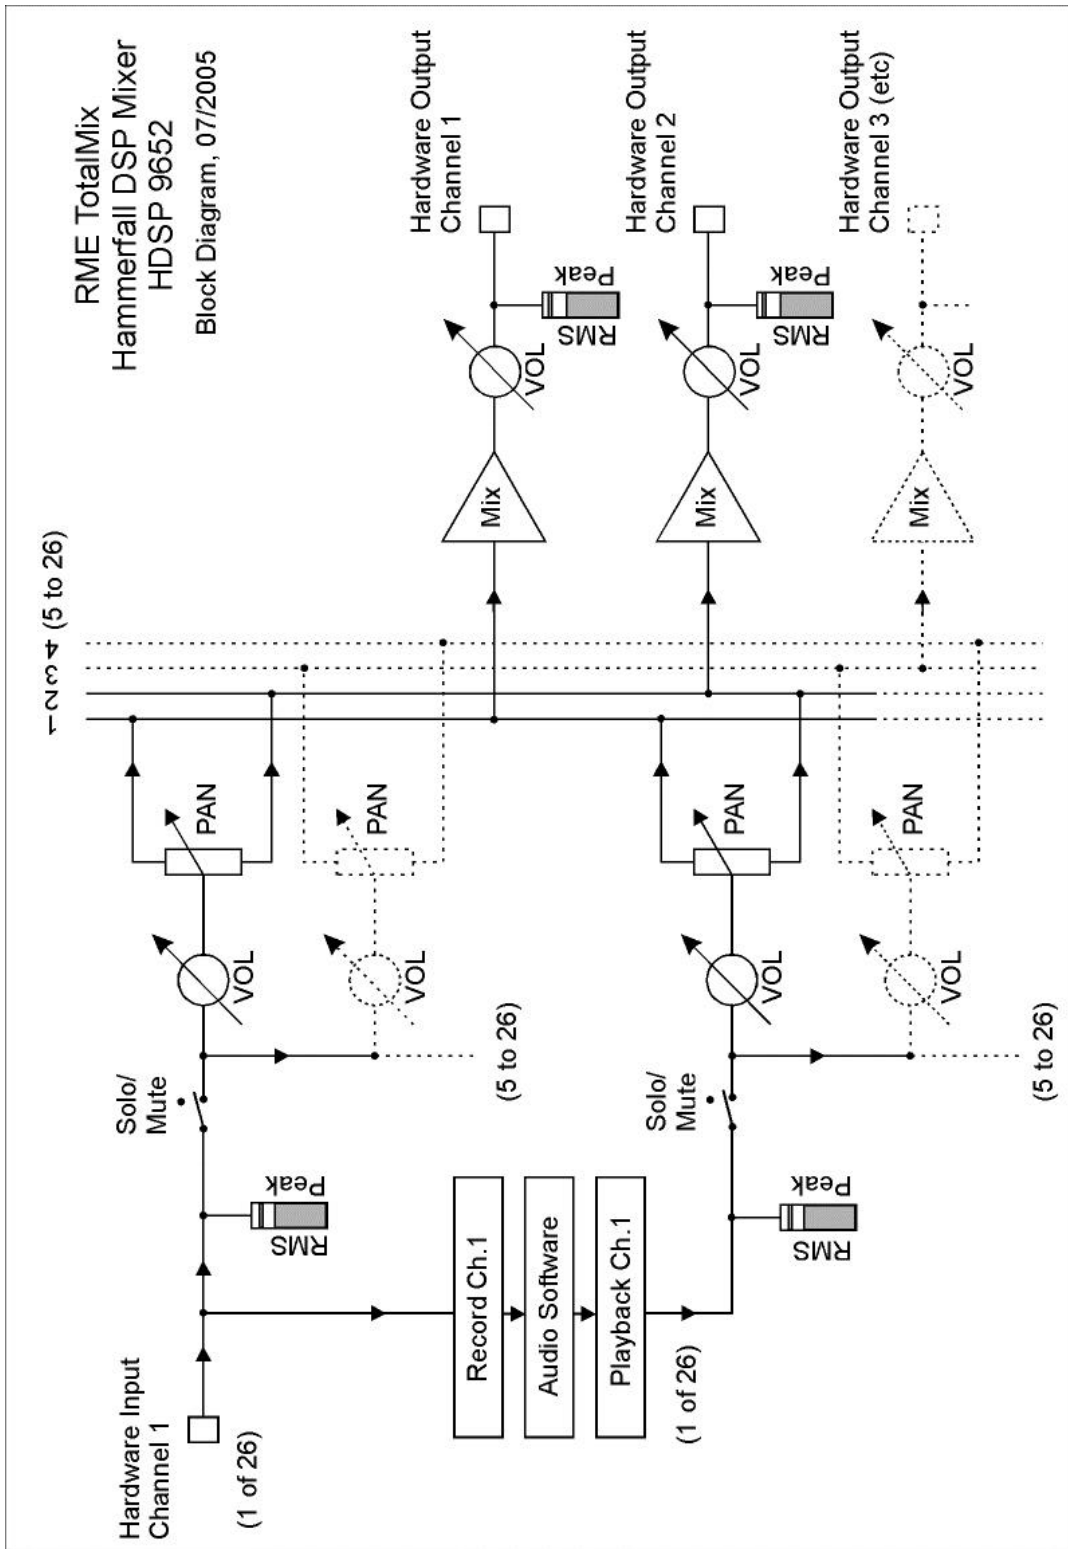 RME TotalMix
Hammerfall DSP Mixer
HDSP 9652
Block Diagram, 07/2005
1 2 3 4 (5 to 26)
Hardware Input
Channel 1
(1 of 26)
RMS
Peak
Solo/
Mute
VOL
PAN
VOL
PAN
(5 to 26)
Mix
VOL
RMS
Peak
Hardware Output
Channel 1
Record Ch.1
Audio Software
Playback Ch.1
(1 of 26)
Mix
VOL
RMS
Peak
Hardware Output
Channel 2
RMS
Peak
Solo/
Mute
VOL
PAN
VOL
PAN
(5 to 26)
Mix
VOL
Hardware Output
Channel 3 (etc)